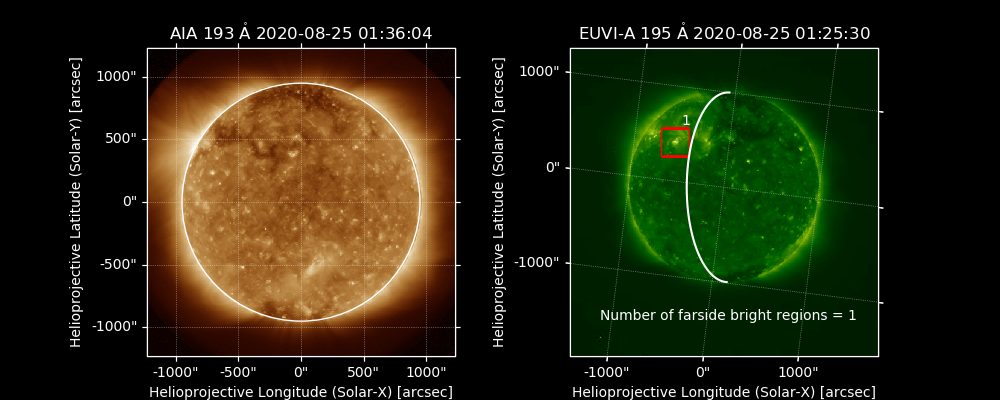 AIA 193 Å 2020-08-25 01:36:04
Helioprojective Latitude (Solar-Y) [arcsec]
1000"
500"
0"
-500"
-1000"
-1000"
-500"
0"
500"
1000"
Helioprojective Longitude (Solar-X) [arcsec]
EUVI-A 195 Å 2020-08-25 01:25:30
Helioprojective Latitude (Solar-Y) [arcsec]
1000"
0"
-1000"
1
Number of farside bright regions = 1
-1000"
0"
1000"
Helioprojective Longitude (Solar-X) [arcsec]